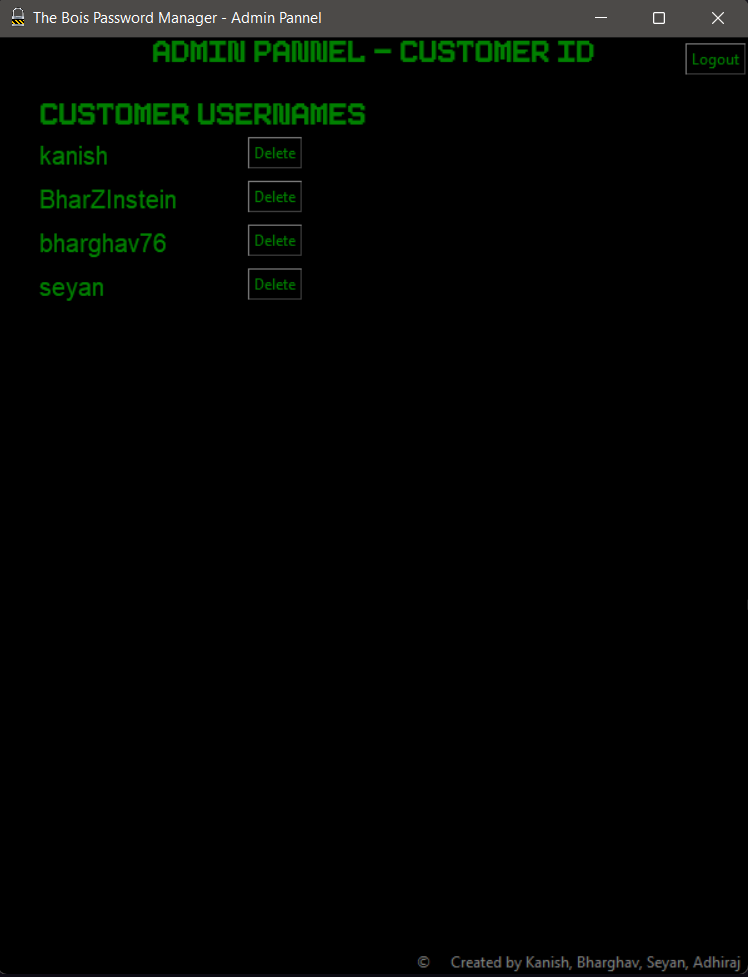 The Bois Password Manager - Admin Pannel
ADMIN PANNEL - CUSTOMER ID
Logout
CUSTOMER USERNAMES
kanish Delete
BharZInstein Delete
bharghav76 Delete
seyan Delete
© Created by Kanish, Bharghav, Seyan, Adhiraj